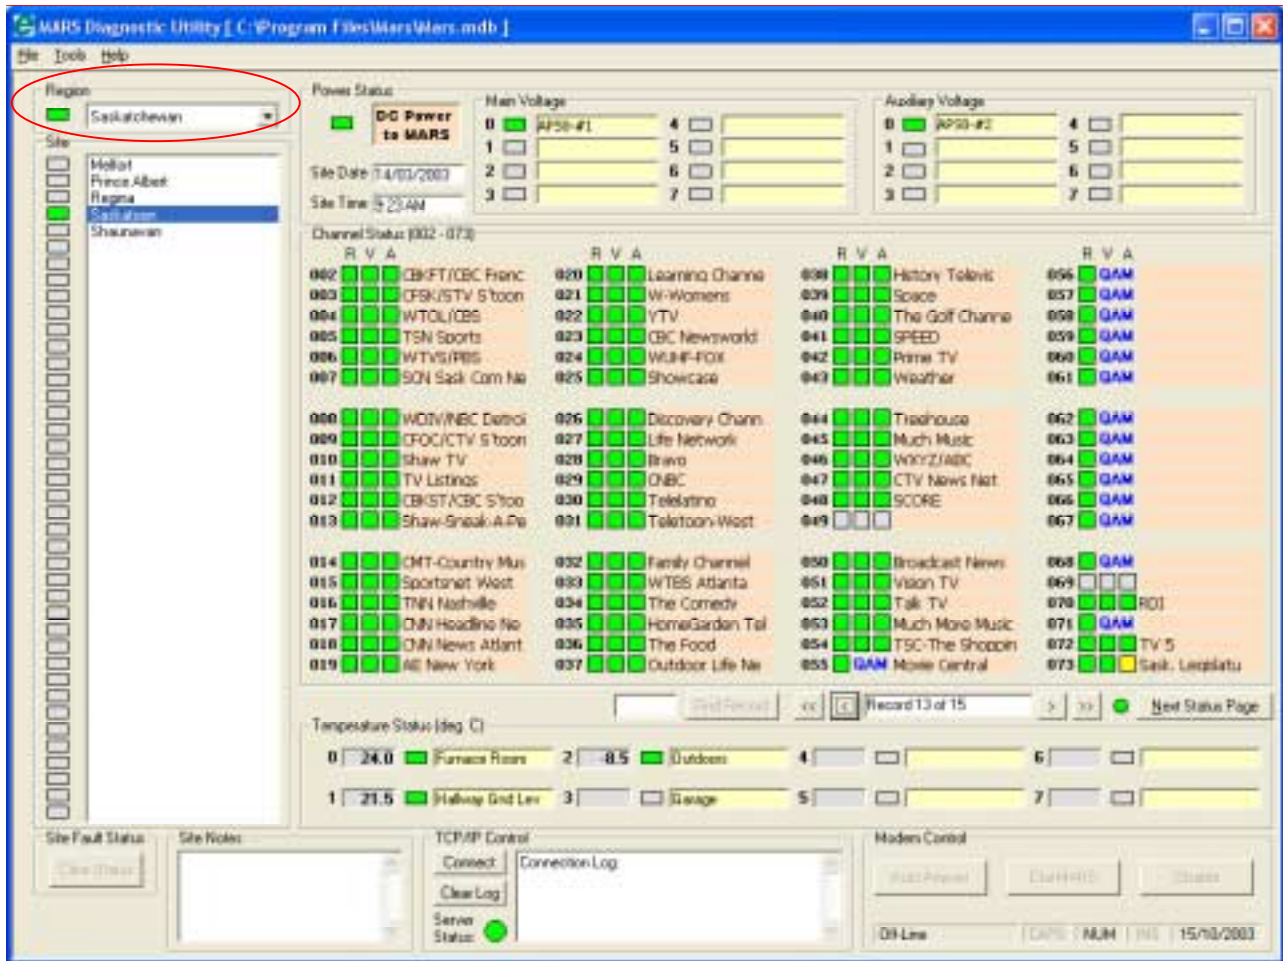 MARS Diagnostic Utility [ C:\Program Files\Mars\Mars.mdb ]
File Tools Help
Region
Saskatchewan
Site
Melfort
Prince Albert
Regina
Saskatoon
Shaunavan
Power Status
DC Power
to MARS
Site Date 14/03/2003
Site Time 9:23 AM
Main Voltage
0 APS0-#1 4
1 5
2 6
3 7
Auxiliary Voltage
0 APS0-#2 4
1 5
2 6
3 7
Channel Status (002 - 073)
R V A R V A R V A R V A
002 CBKFT/CBC Frenc 020 Learning Channe 038 History Televis 056 QAM
003 CFSK/STV S'toon 021 W-Womens 039 Space 057 QAM
004 WTOL/CBS 022 YTV 040 The Golf Channe 058 QAM
005 TSN Sports 023 CBC Newsworld 041 SPEED 059 QAM
006 WTVS/PBS 024 WUHF-FOX 042 Prime TV 060 QAM
007 SCN Sask Com Ne 025 Showcase 043 Weather 061 QAM
008 WDIV/NBC Detroi 026 Discovery Chann 044 Treehouse 062 QAM
009 CFQC/CTV S'toon 027 Life Network 045 Much Music 063 QAM
010 Shaw TV 028 Bravo 046 WXYZ/ABC 064 QAM
011 TV Listings 029 CNBC 047 CTV News Net 065 QAM
012 CBKST/CBC S'too 030 Telelatino 048 SCORE 066 QAM
013 Shaw-Sneak-A-Pe 031 Teletoon-West 049 067 QAM
014 CMT-Country Mus 032 Family Channel 050 Broadcast News 068 QAM
015 Sportsnet West 033 WTBS Atlanta 051 Vision TV 069
016 TNN Nashville 034 The Comedy 052 Talk TV 070 RDI
017 CNN Headline Ne 035 HomeGarden Tel 053 Much More Music 071 QAM
018 CNN News Atlant 036 The Food 054 TSC-The Shoppin 072 TV 5
019 AE New York 037 Outdoor Life Ne 055 QAM Movie Central 073 Sask. Legislatu
Find Record << < Record 13 of 15 > >> Next Status Page
Temperature Status (deg. C)
0 24.0 Furnace Room 2 -8.5 Outdoors 4 6
1 21.5 Hallway Gnd Lev 3 Garage 5 7
Site Fault Status
Site Notes
TCP/IP Control
Connect
Clear Log
Server
Status:
Connection Log:
Modem Control
Auto Answer Dial MARS
Off-Line CAPS NUM INS 15/10/2003